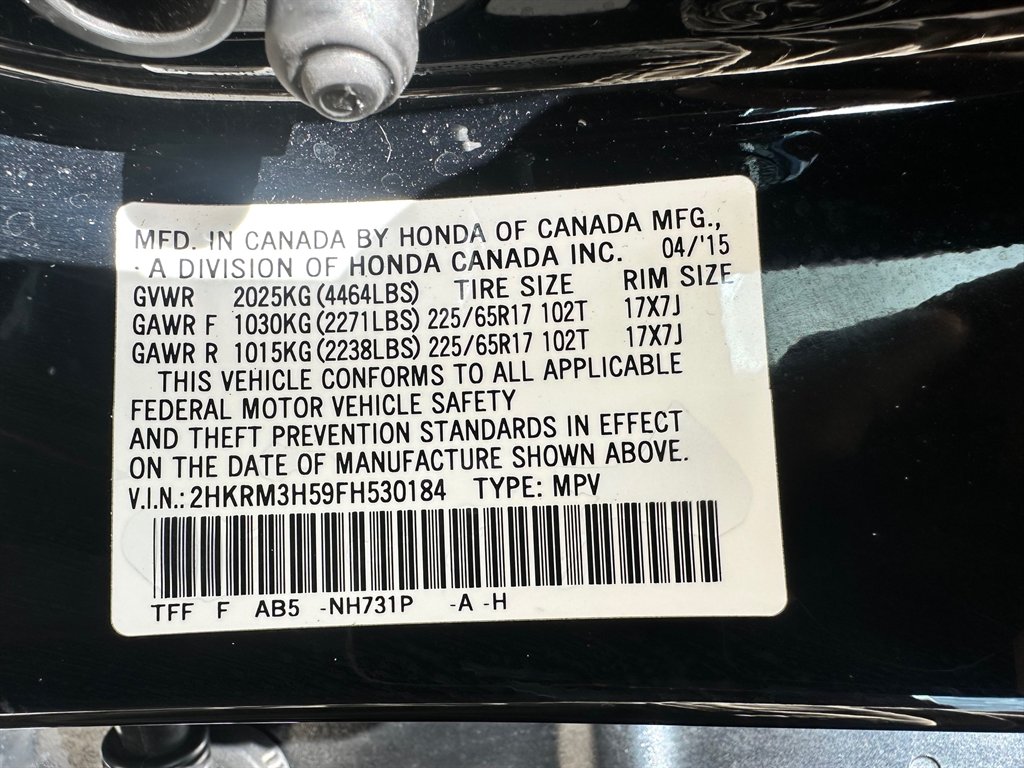 MFD. IN CANADA BY HONDA OF CANADA MFG.,
A DIVISION OF HONDA CANADA INC. 04/'15
GVWR 2025KG (4464LBS) TIRE SIZE RIM SIZE
GAWR F 1030KG (2271LBS) 225/65R17 102T 17X7J
GAWR R 1015KG (2238LBS) 225/65R17 102T 17X7J
THIS VEHICLE CONFORMS TO ALL APPLICABLE
FEDERAL MOTOR VEHICLE SAFETY
AND THEFT PREVENTION STANDARDS IN EFFECT
ON THE DATE OF MANUFACTURE SHOWN ABOVE.
V.I.N.: 2HKRM3H59FH530184 TYPE: MPV
TFF F AB5 -NH731P -A -H